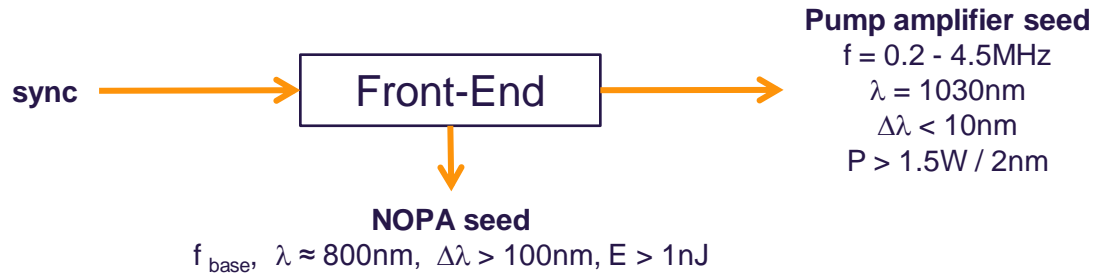 Pump amplifier seed
f = 0.2 - 4.5MHz
λ = 1030nm
Δλ < 10nm
P > 1.5W / 2nm
sync
Front-End
NOPA seed
f base, λ ≈ 800nm, Δλ > 100nm, E > 1nJ